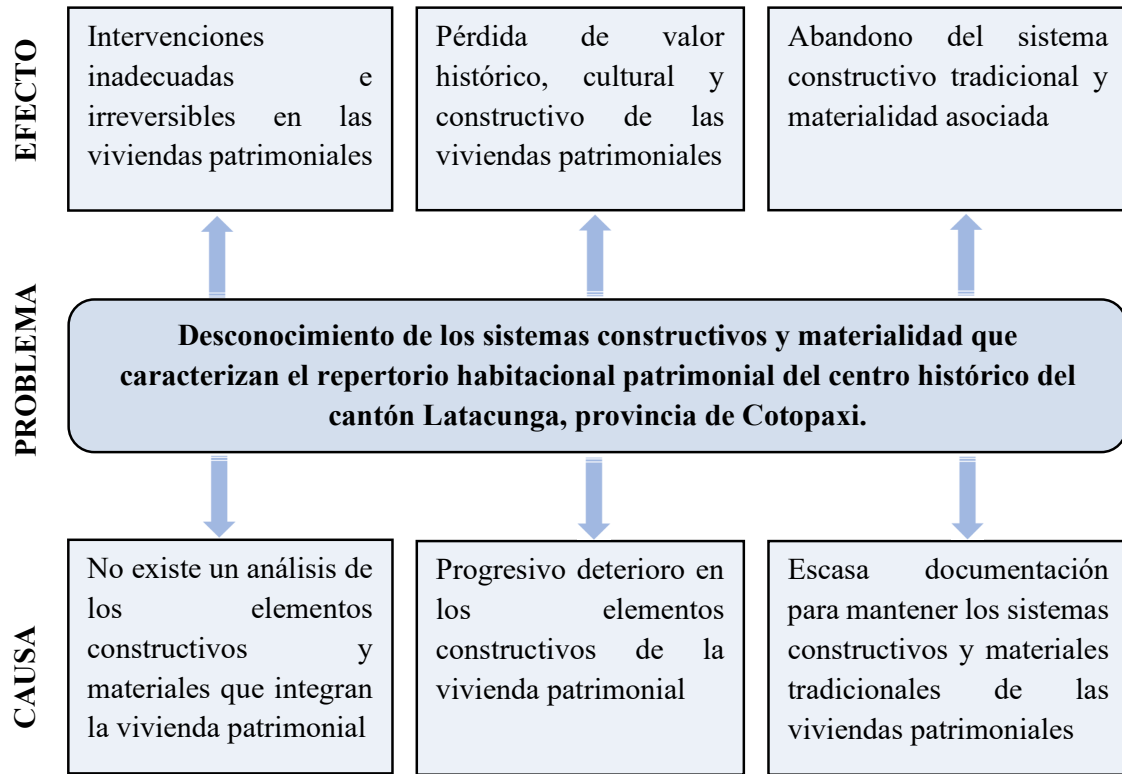 EFECTO
Intervenciones
inadecuadas e
irreversibles en las
viviendas patrimoniales
Pérdida de valor
histórico, cultural y
constructivo de las
viviendas patrimoniales
Abandono del sistema
constructivo tradicional y
materialidad asociada
PROBLEMA
Desconocimiento de los sistemas constructivos y materialidad que
caracterizan el repertorio habitacional patrimonial del centro histórico del
cantón Latacunga, provincia de Cotopaxi.
CAUSA
No existe un análisis de
los elementos
constructivos y
materiales que integran
la vivienda patrimonial
Progresivo deterioro en
los elementos
constructivos de la
vivienda patrimonial
Escasa documentación
para mantener los sistemas
constructivos y materiales
tradicionales de las
viviendas patrimoniales